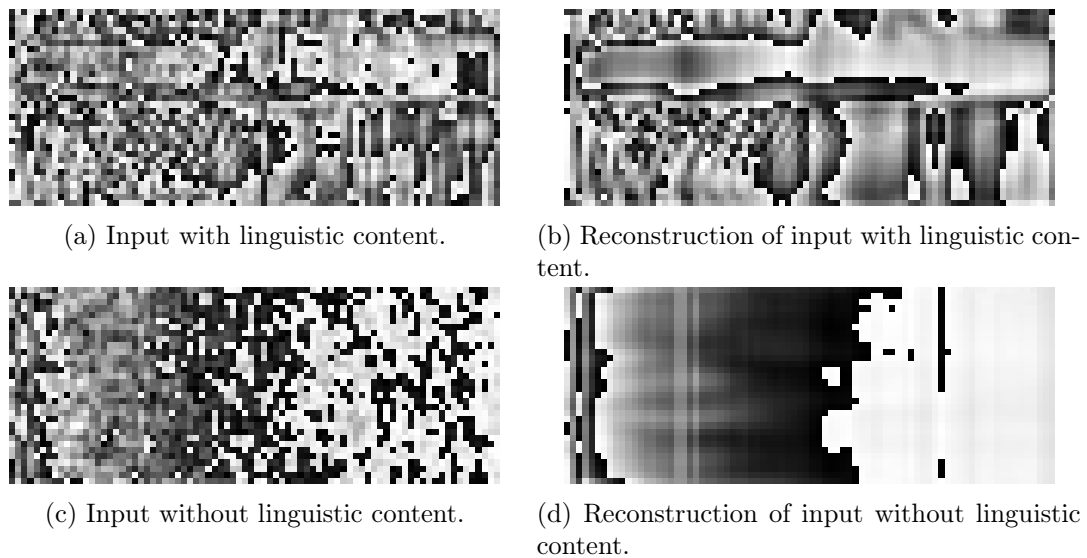 (a) Input with linguistic content.
(b) Reconstruction of input with linguistic con-
tent.
(c) Input without linguistic content.
(d) Reconstruction of input without linguistic
content.